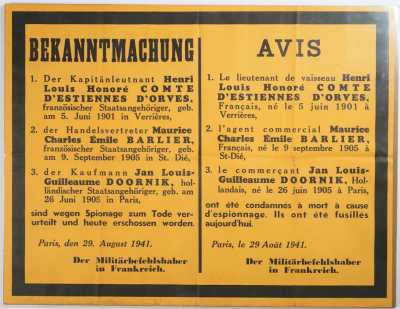 BEKANNTMACHUNG
1. Der Kapitänleutnant Henri
Louis Honoré COMTE
D'ESTIENNES D'ORVES,
französischer Staatsangehöriger, geb.
am 5. Juni 1901 in Verrières,
2. der Handelsvertreter Maurice
Charles Émile BARLIER,
französischer Staatsangehöriger, geb.
am 9. September 1905 in St. Dié,
3. der Kaufmann Jan Louis-
Guilleaume DOORNIK, hol-
ländischer Staatsangehöriger, geb. am
26 Juni 1905 in Paris,
sind wegen Spionage zum Tode ver-
urteilt und heute erschossen worden.
Paris, den 29. August 1941.
Der Militärbefehlshaber
in Frankreich.
AVIS
1. Le lieutenant de vaisseau Henri
Louis Honoré COMTE
D'ESTIENNES D'ORVES,
Français, né le 5 juin 1901 à
Verrières,
2. l'agent commercial Maurice
Charles Émile BARLIER,
Français, né le 9 septembre 1905 à
St-Dié,
3. le commerçant Jan Louis-
Guilleaume DOORNIK, Hol-
landais, né le 26 juin 1905 à Paris,
ont été condamnés à mort à cause
d'espionnage. Ils ont été fusillés
aujourd'hui.
Paris, le 29 Août 1941.
Der Militärbefehlshaber
in Frankreich.